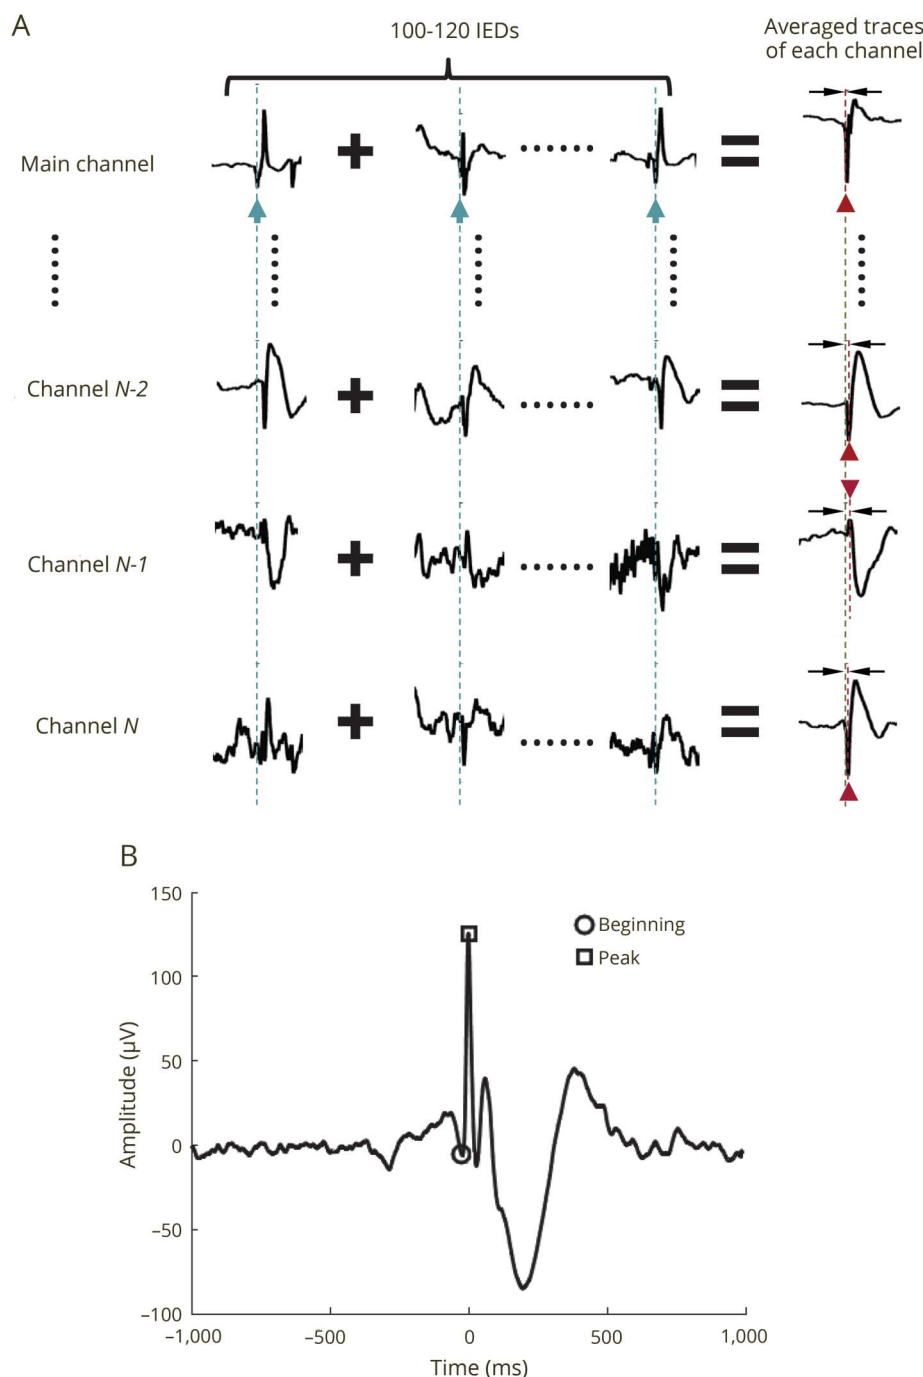 A
100-120 IEDs
Averaged traces
of each channel
Main channel
Channel N-2
Channel N-1
Channel N
B
Beginning
Peak
Amplitude (µV)
150
100
50
0
–50
–100
–1,000
–500
0
500
1,000
Time (ms)